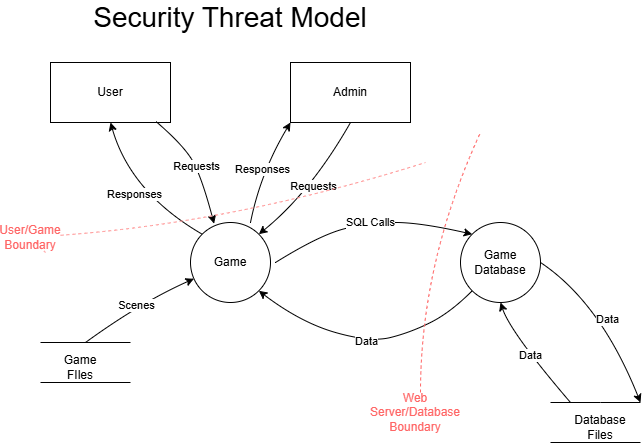 Security Threat Model
User
Admin
Requests
Responses
Responses
Requests
User/Game
Boundary
SQL Calls
Game
Game
Database
Scenes
Data
Data
Data
Game
FIles
Web
Server/Database
Boundary
Database
Files